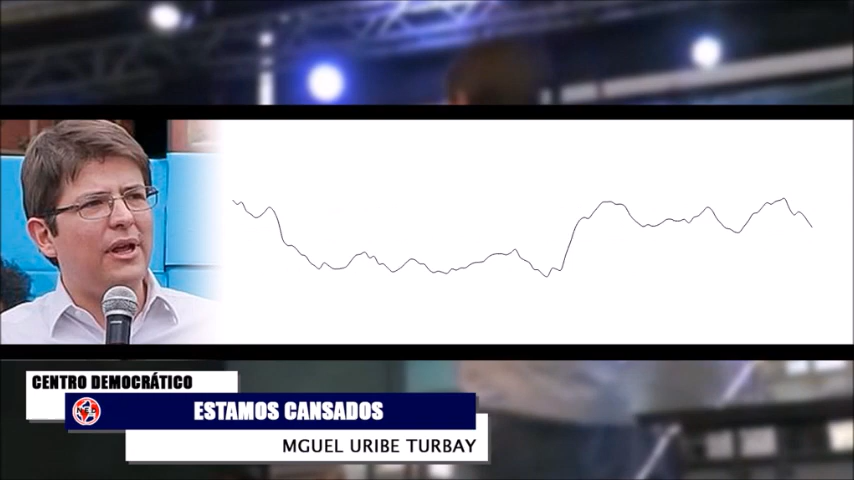 CENTRO DEMOCRÁTICO
ESTAMOS CANSADOS
MGUEL URIBE TURBAY